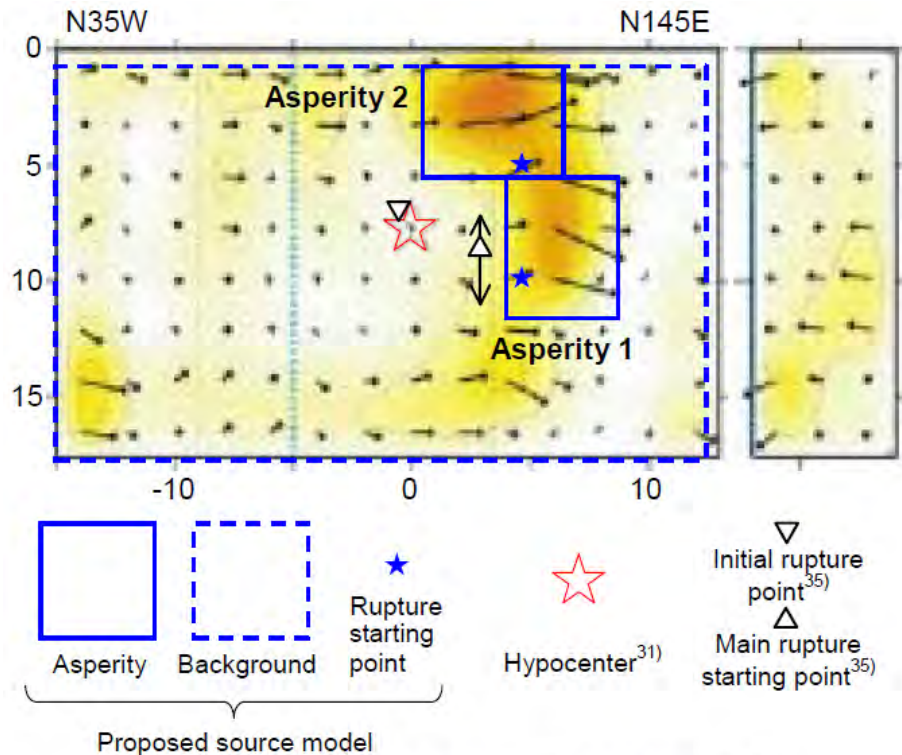 N35W N145E
0
Asperity 2
5
10
Asperity 1
15
-10 0 10
Asperity Background
Rupture
starting
point
Hypocenter31)
Initial rupture
point35)
Main rupture
starting point35)
Proposed source model